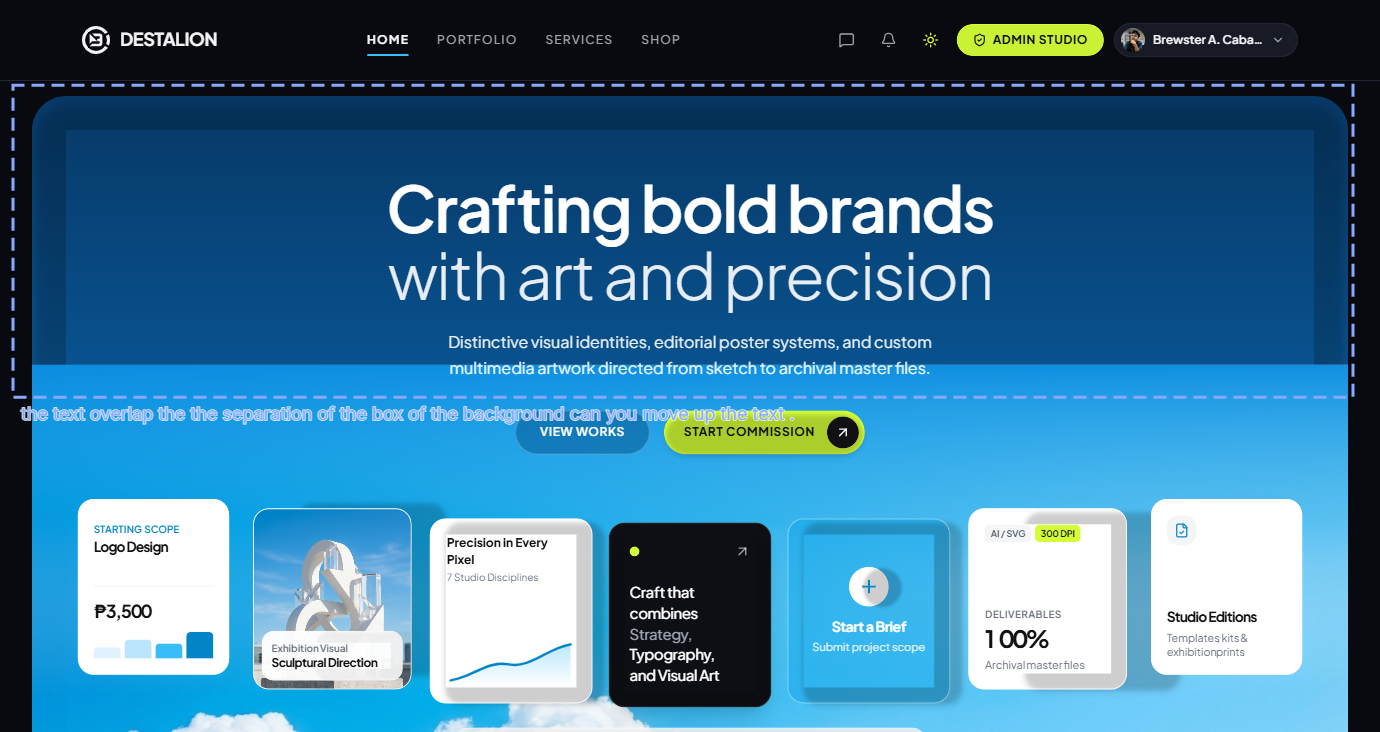 DESTALION
HOME
PORTFOLIO
SERVICES
SHOP
ADMIN STUDIO
Brewster A. Caba...
Crafting bold brands
with art and precision
Distinctive visual identities, editorial poster systems, and custom
multimedia artwork directed from sketch to archival master files.
the text overlap the the separation of the box of the background can you move up the text .
VIEW WORKS
START COMMISSION
STARTING SCOPE
Logo Design
₱3,500
Exhibition Visual
Sculptural Direction
Precision in Every
Pixel
7 Studio Disciplines
Craft that
combines
Strategy,
Typography,
and Visual Art
Start a Brief
Submit project scope
AI / SVG
300 DPI
DELIVERABLES
100%
Archival master files
Studio Editions
Templates kits &
exhibition prints